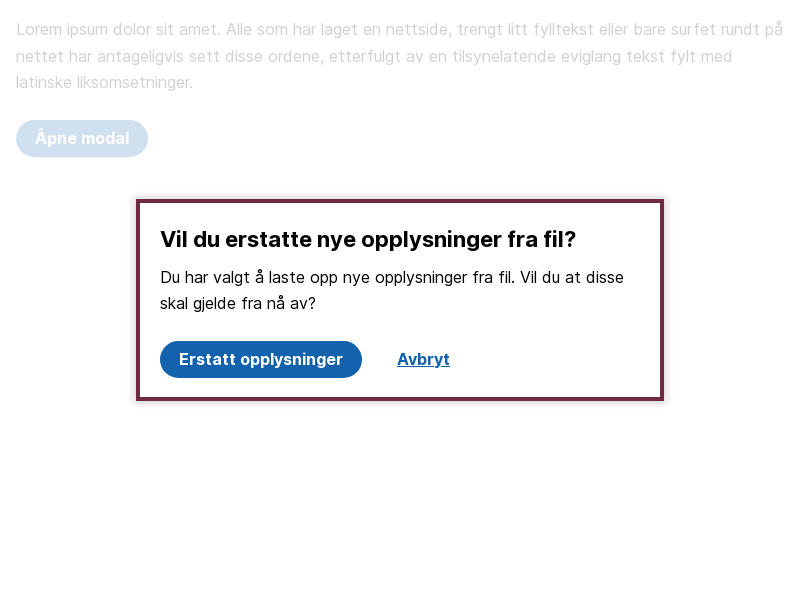 Lorem ipsum dolor sit amet. Alle som har laget en nettside, trengt litt fylltekst eller bare surfet rundt på
nettet har antageligvis sett disse ordene, etterfulgt av en tilsynelatende eviglang tekst fylt med
latinske liksomsetninger.
Åpne modal
Vil du erstatte nye opplysninger fra fil?
Du har valgt å laste opp nye opplysninger fra fil. Vil du at disse
skal gjelde fra nå av?
Erstatt opplysninger
Avbryt